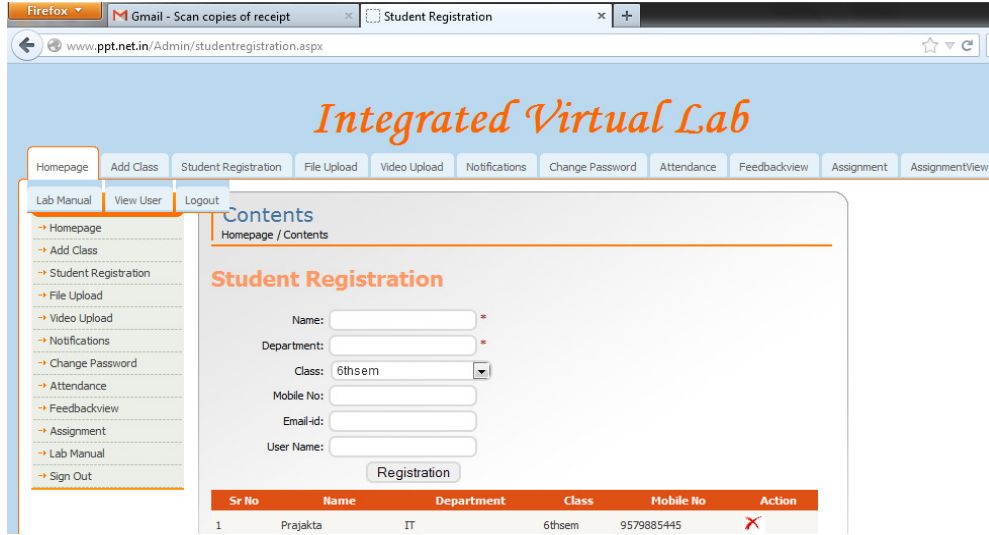 Firefox
Gmail - Scan copies of receipt × Student Registration × +
www.ppt.net.in/Admin/studentregistration.aspx
Integrated Virtual Lab
Homepage Add Class Student Registration File Upload Video Upload Notifications Change Password Attendance Feedbackview Assignment AssignmentView
Lab Manual View User Logout
Contents
Homepage / Contents
→ Homepage
→ Add Class
→ Student Registration
→ File Upload
→ Video Upload
→ Notifications
→ Change Password
→ Attendance
→ Feedbackview
→ Assignment
→ Lab Manual
→ Sign Out
Student Registration
Name: *
Department: *
Class: 6thsem
Mobile No:
Email-id:
User Name:
Registration
Sr No Name Department Class Mobile No Action
1 Prajakta IT 6thsem 9579885445